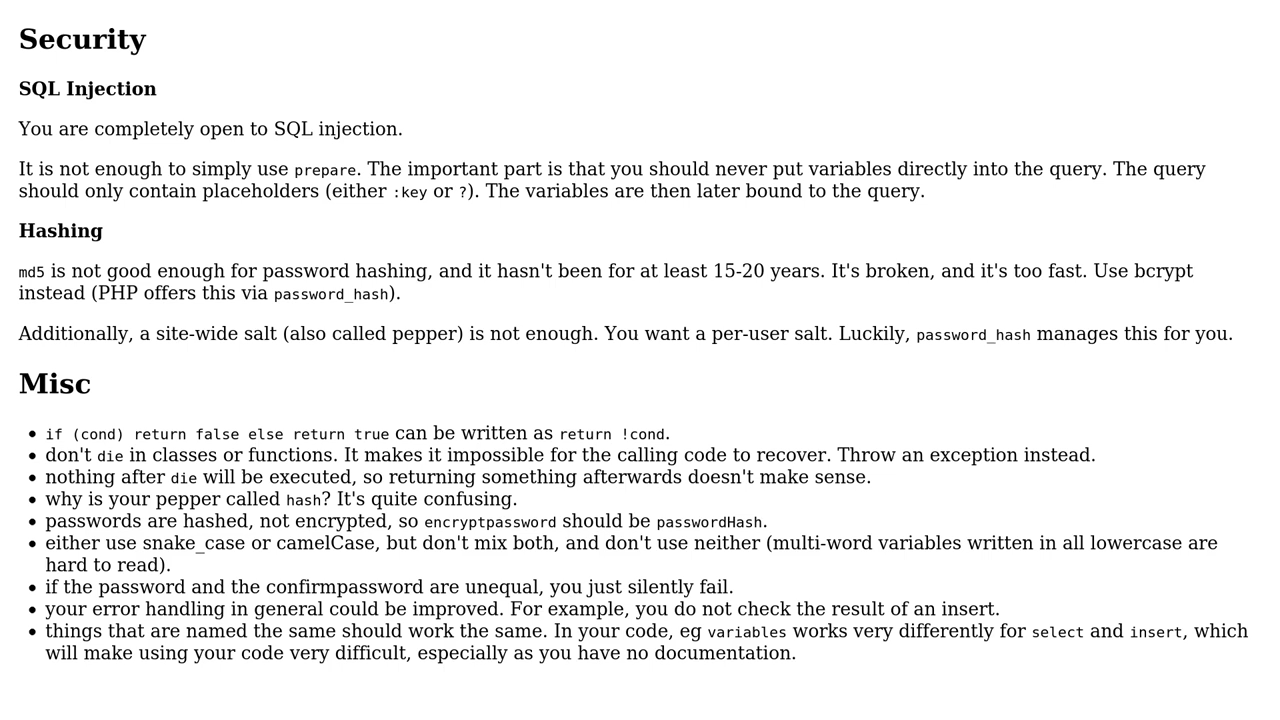 Security
SQL Injection
You are completely open to SQL injection.
It is not enough to simply use prepare. The important part is that you should never put variables directly into the query. The query
should only contain placeholders (either :key or ?). The variables are then later bound to the query.
Hashing
md5 is not good enough for password hashing, and it hasn't been for at least 15-20 years. It's broken, and it's too fast. Use bcrypt
instead (PHP offers this via password_hash).
Additionally, a site-wide salt (also called pepper) is not enough. You want a per-user salt. Luckily, password_hash manages this for you.
Misc
• if (cond) return false else return true can be written as return !cond.
• don't die in classes or functions. It makes it impossible for the calling code to recover. Throw an exception instead.
• nothing after die will be executed, so returning something afterwards doesn't make sense.
• why is your pepper called hash? It's quite confusing.
• passwords are hashed, not encrypted, so encryptpassword should be passwordHash.
• either use snake_case or camelCase, but don't mix both, and don't use neither (multi-word variables written in all lowercase are
hard to read).
• if the password and the confirmpassword are unequal, you just silently fail.
• your error handling in general could be improved. For example, you do not check the result of an insert.
• things that are named the same should work the same. In your code, eg variables works very differently for select and insert, which
will make using your code very difficult, especially as you have no documentation.